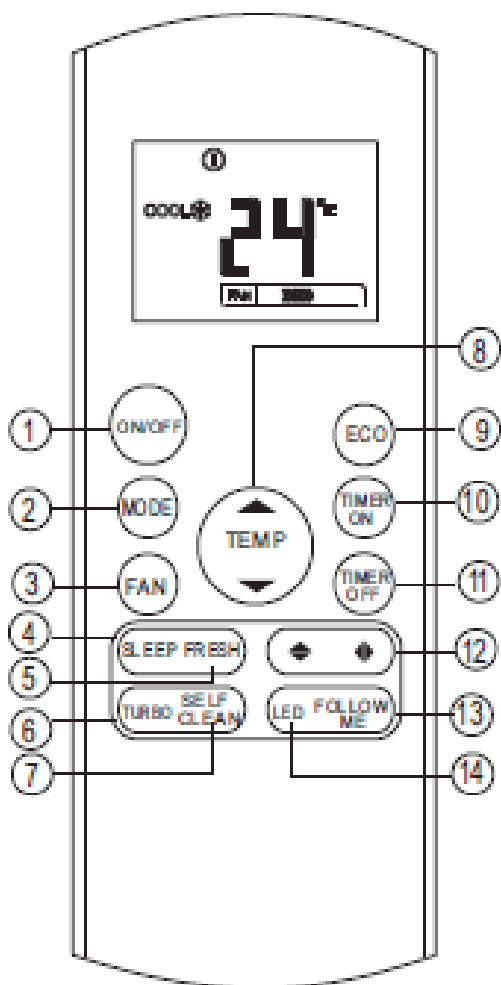 COOL
24°C
FAN
8
1
ON/OFF
ECO
9
2
MODE
TEMP
TIMER
ON
10
3
FAN
TIMER
OFF
11
4
SLEEP FRESH
12
5
6
TURBO SELF
CLEAN
LED FOLLOW
ME
13
7
14